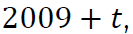 2009 + t,